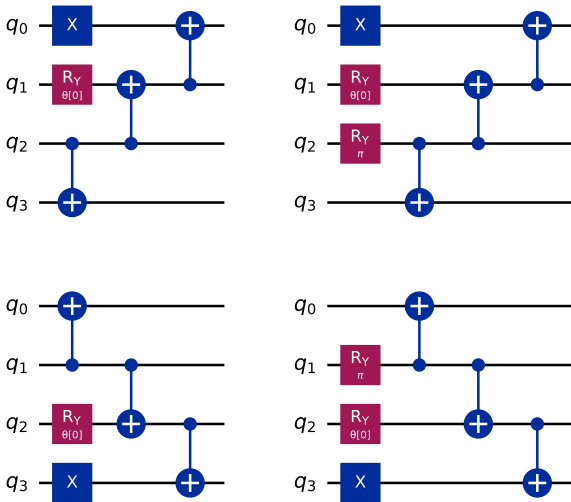 q0 X
q1 RY θ[0]
q2
q3
q0 X
q1 RY θ[0]
q2 RY π
q3
q0
q1
q2 RY θ[0]
q3 X
q0
q1 RY π
q2 RY θ[0]
q3 X